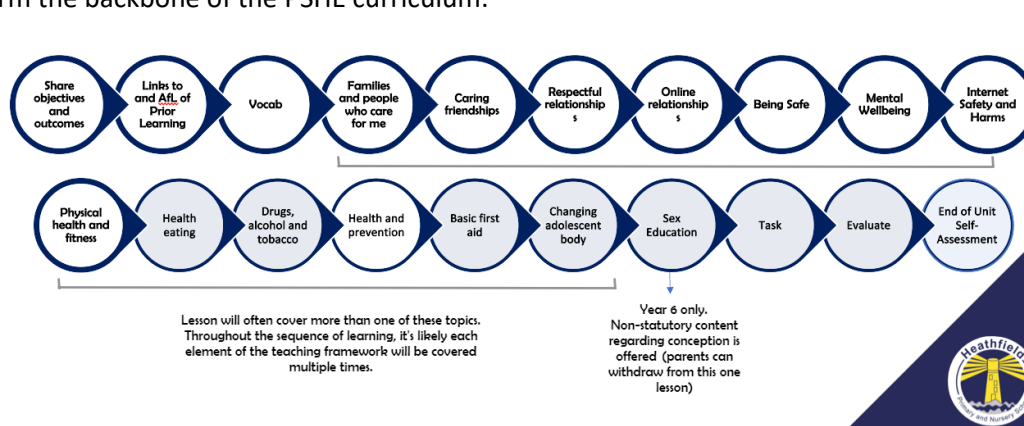 form the backbone of the PSHE curriculum.
Share
objectives
and
outcomes
Links to
and AfL of
Prior
Learning
Vocab
Families
and people
who care
for me
Caring
friendships
Respectful
relationship
s
Online
relationship
s
Being Safe
Mental
Wellbeing
Internet
Safety and
Harms
Physical
health and
fitness
Health
eating
Drugs,
alcohol and
tobacco
Health and
prevention
Basic first
aid
Changing
adolescent
body
Sex
Education
Task
Evaluate
End of Unit
Self-
Assessment
Lesson will often cover more than one of these topics.
Throughout the sequence of learning, it's likely each
element of the teaching framework will be covered
multiple times.
Year 6 only.
Non-statutory content
regarding conception is
offered (parents can
withdraw from this one
lesson)
Heathfield
Primary and Nursery